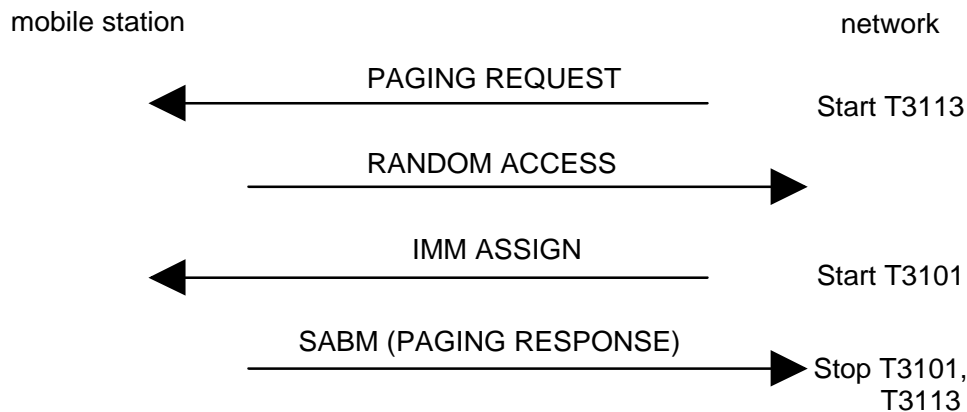 mobile station
network
PAGING REQUEST
Start T3113
RANDOM ACCESS
IMM ASSIGN
Start T3101
SABM (PAGING RESPONSE)
Stop T3101,
T3113